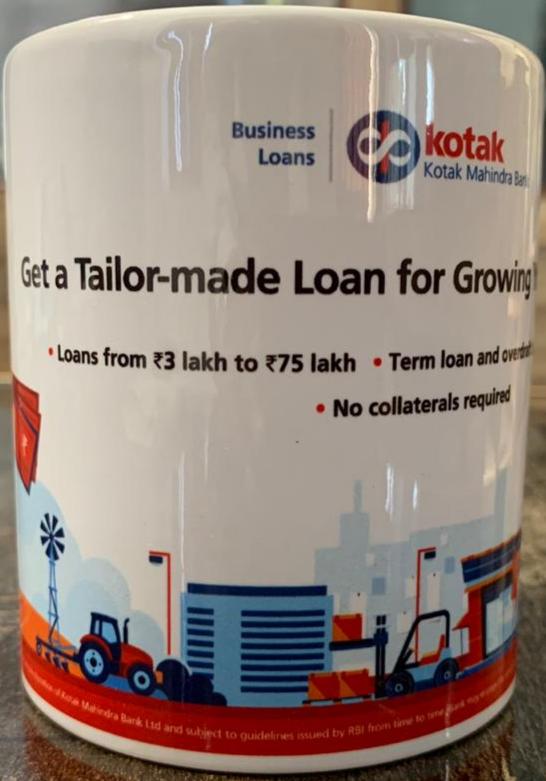 Business
Loans
kotak
Kotak Mahindra Bank
Get a Tailor-made Loan for Growing
• Loans from ₹3 lakh to ₹75 lakh • Term loan and overdraft
• No collaterals required
of Kotak Mahindra Bank Ltd and subject to guidelines issued by RBI from time to time. Bank may